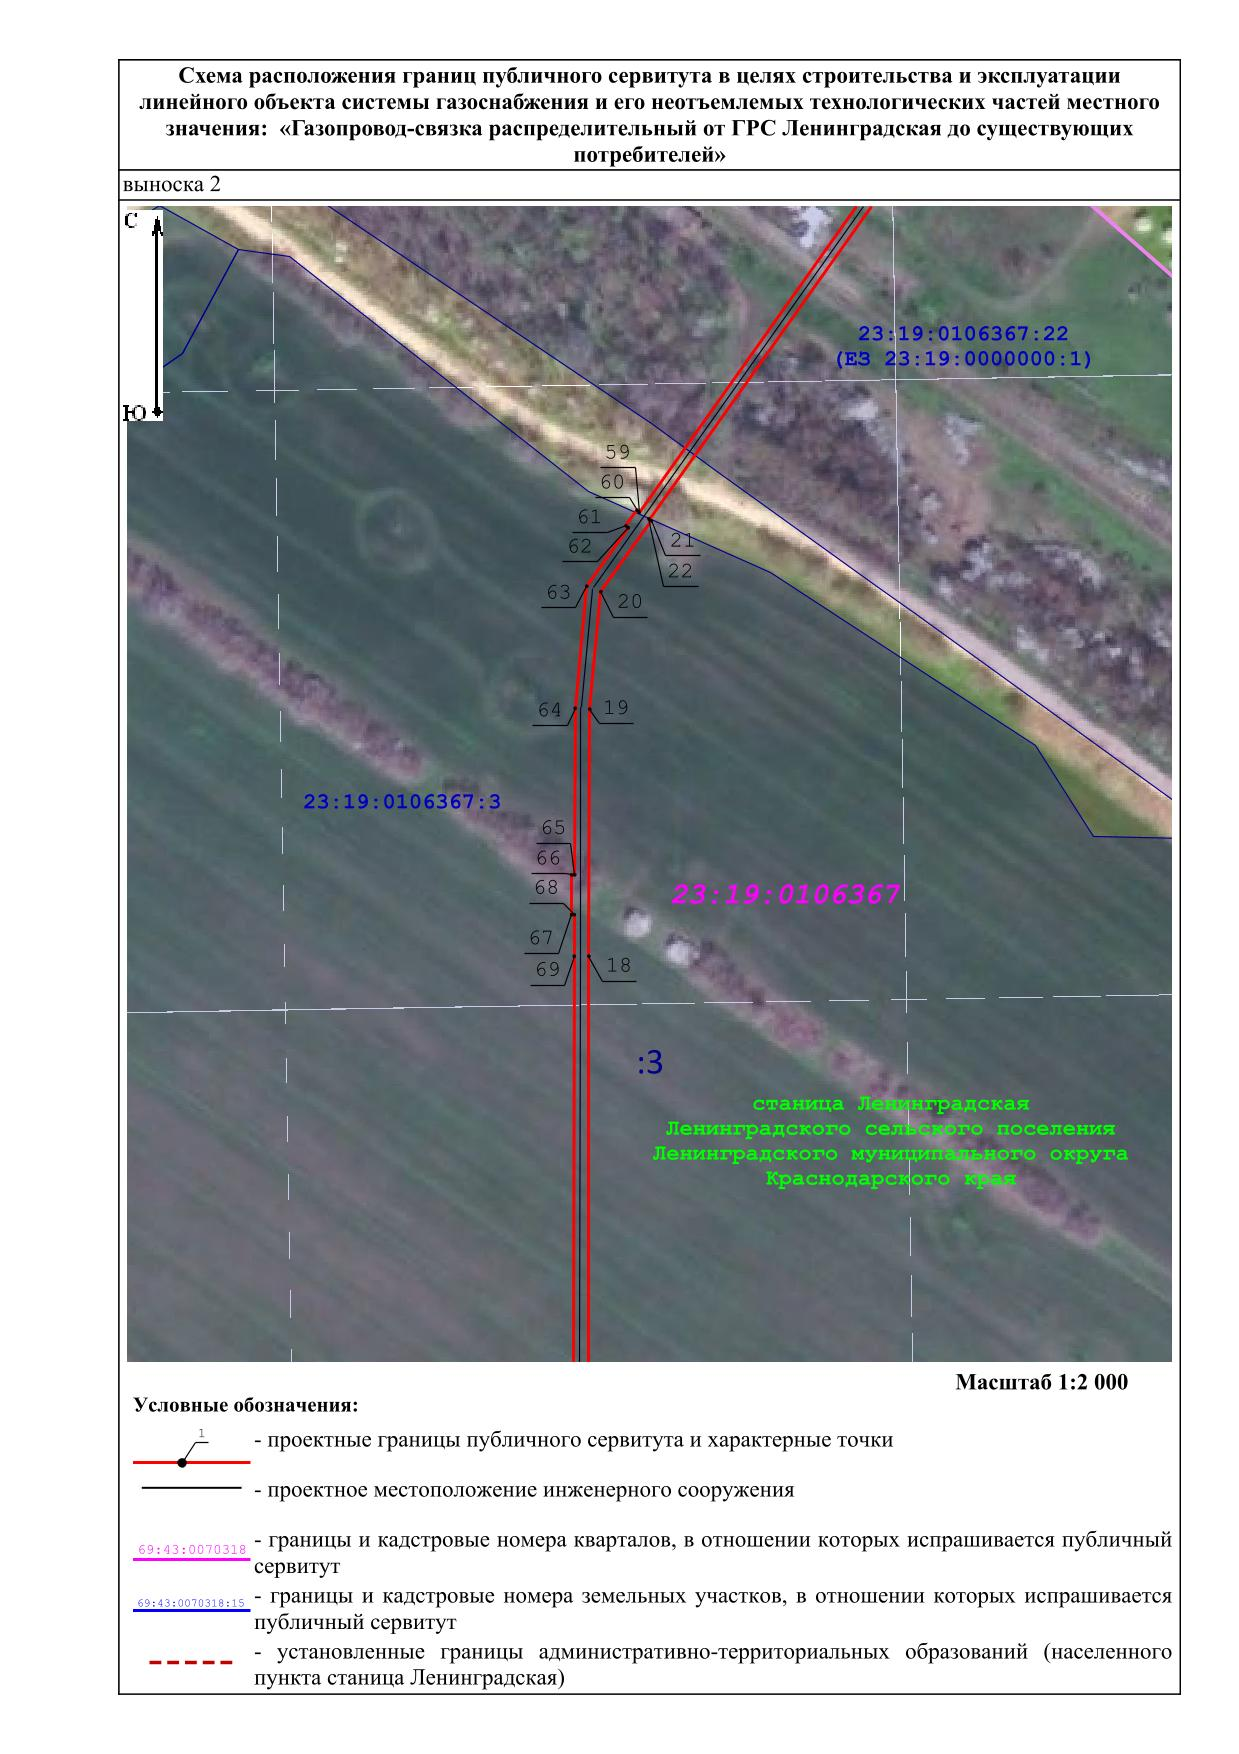 Схема расположения границ публичного сервитута в целях строительства и эксплуатации
линейного объекта системы газоснабжения и его неотъемлемых технологических частей местного
значения: «Газопровод-связка распределительный от ГРС Ленинградская до существующих
потребителей»
выноска 2
С
23:19:0106367:22
(ЕЗ 23:19:0000000:1)
Ю
59
60
61
21
62
22
63
20
64
19
23:19:0106367:3
65
66
68
23:19:0106367
67
69
18
:3
станица Ленинградская
Ленинградского сельского поселения
Ленинградского муниципального округа
Краснодарского края
Масштаб 1:2 000
Условные обозначения:
1
- проектные границы публичного сервитута и характерные точки
- проектное местоположение инженерного сооружения
69:43:0070318
- границы и кадстровые номера кварталов, в отношении которых испрашивается публичный
сервитут
69:43:0070318:15
- границы и кадстровые номера земельных участков, в отношении которых испрашивается
публичный сервитут
- установленные границы административно-территориальных образований (населенного
пункта станица Ленинградская)